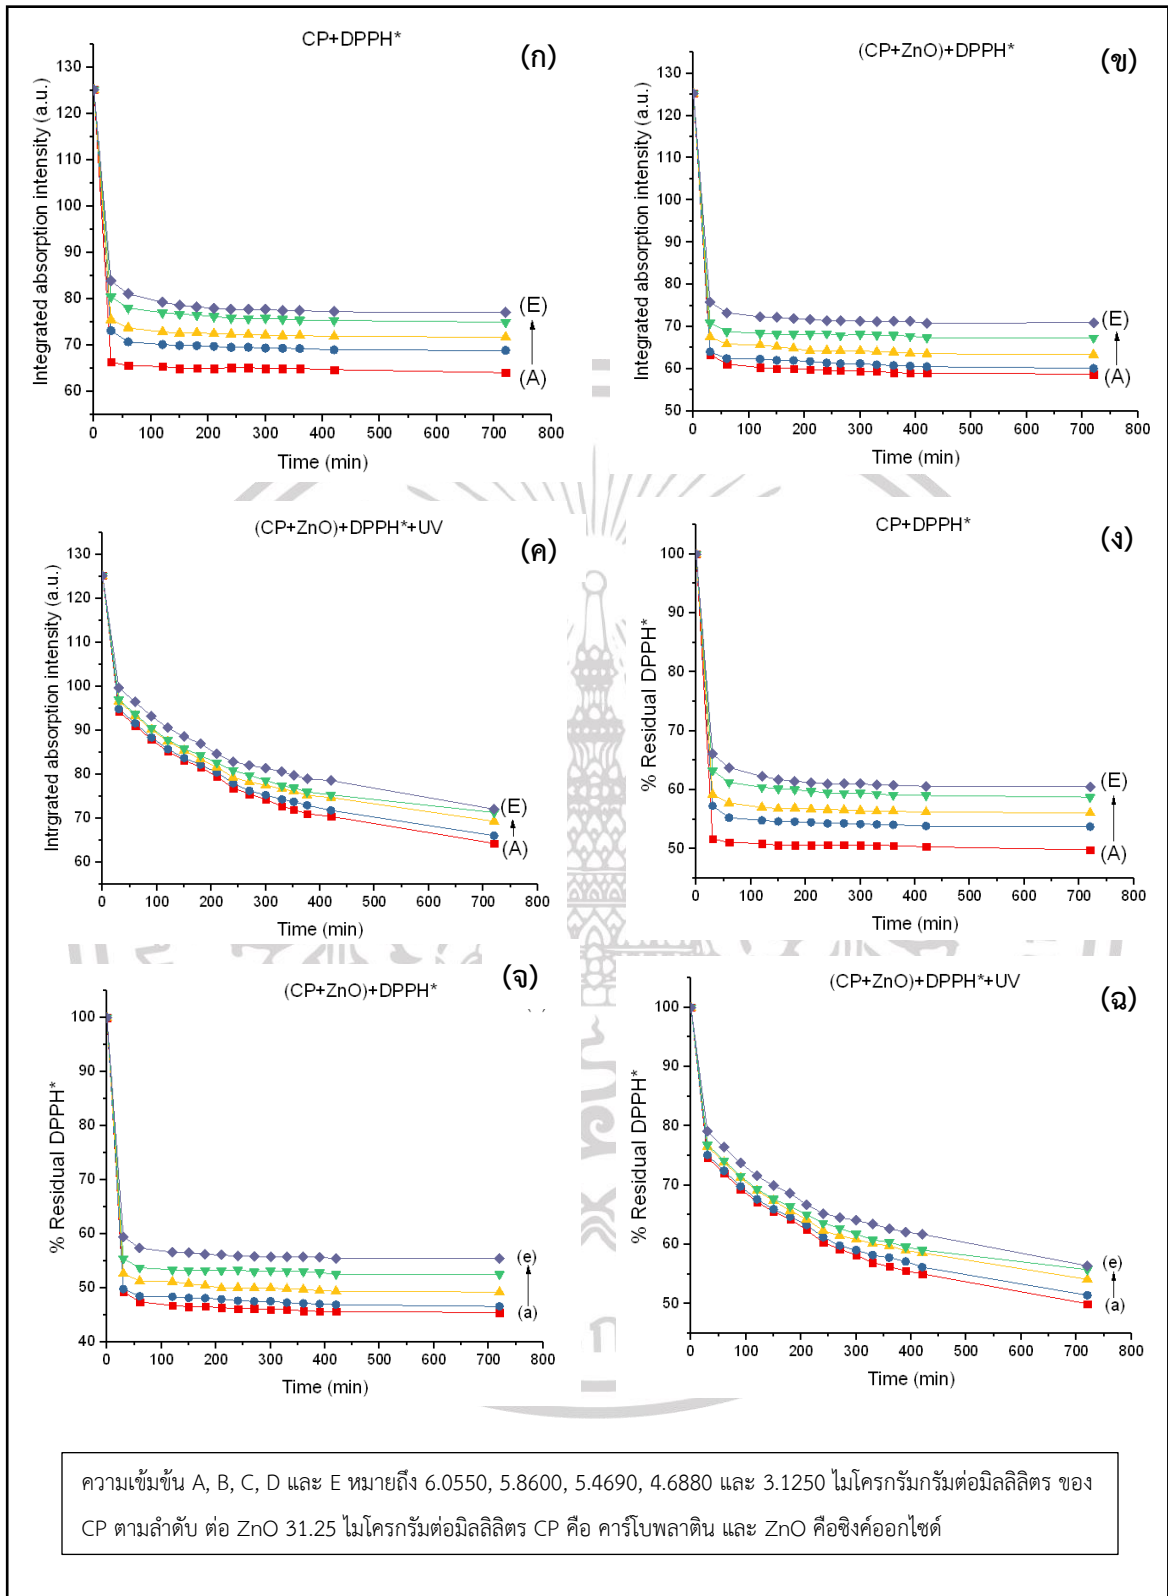 CP+DPPH*
(ก)
Integrated absorption intensity (a.u.)
130
120
110
100
90
80
70
60
(E)
(A)
0 100 200 300 400 500 600 700 800
Time (min)
(CP+ZnO)+DPPH*
(ข)
Integrated absorption intensity (a.u.)
130
120
110
100
90
80
70
60
50
(E)
(A)
0 100 200 300 400 500 600 700 800
Time (min)
(CP+ZnO)+DPPH*+UV
(ค)
Intrgrated absorption intensity (a.u.)
130
120
110
100
90
80
70
60
(E)
(A)
0 100 200 300 400 500 600 700 800
Time (min)
CP+DPPH*
(ง)
% Residual DPPH*
100
90
80
70
60
50
(E)
(A)
0 100 200 300 400 500 600 700 800
Time (min)
(CP+ZnO)+DPPH*
(จ)
% Residual DPPH*
100
90
80
70
60
50
40
(e)
(a)
0 100 200 300 400 500 600 700 800
Time (min)
(CP+ZnO)+DPPH*+UV
(ฉ)
% Residual DPPH*
100
90
80
70
60
50
(e)
(a)
0 100 200 300 400 500 600 700 800
Time (min)
ความเข้มข้น A, B, C, D และ E หมายถึง 6.0550, 5.8600, 5.4690, 4.6880 และ 3.1250 ไมโครกรัมกรัมต่อมิลลิลิตร ของ
CP ตามลำดับ ต่อ ZnO 31.25 ไมโครกรัมต่อมิลลิลิตร CP คือ คาร์โบพลาติน และ ZnO คือซิงค์ออกไซด์